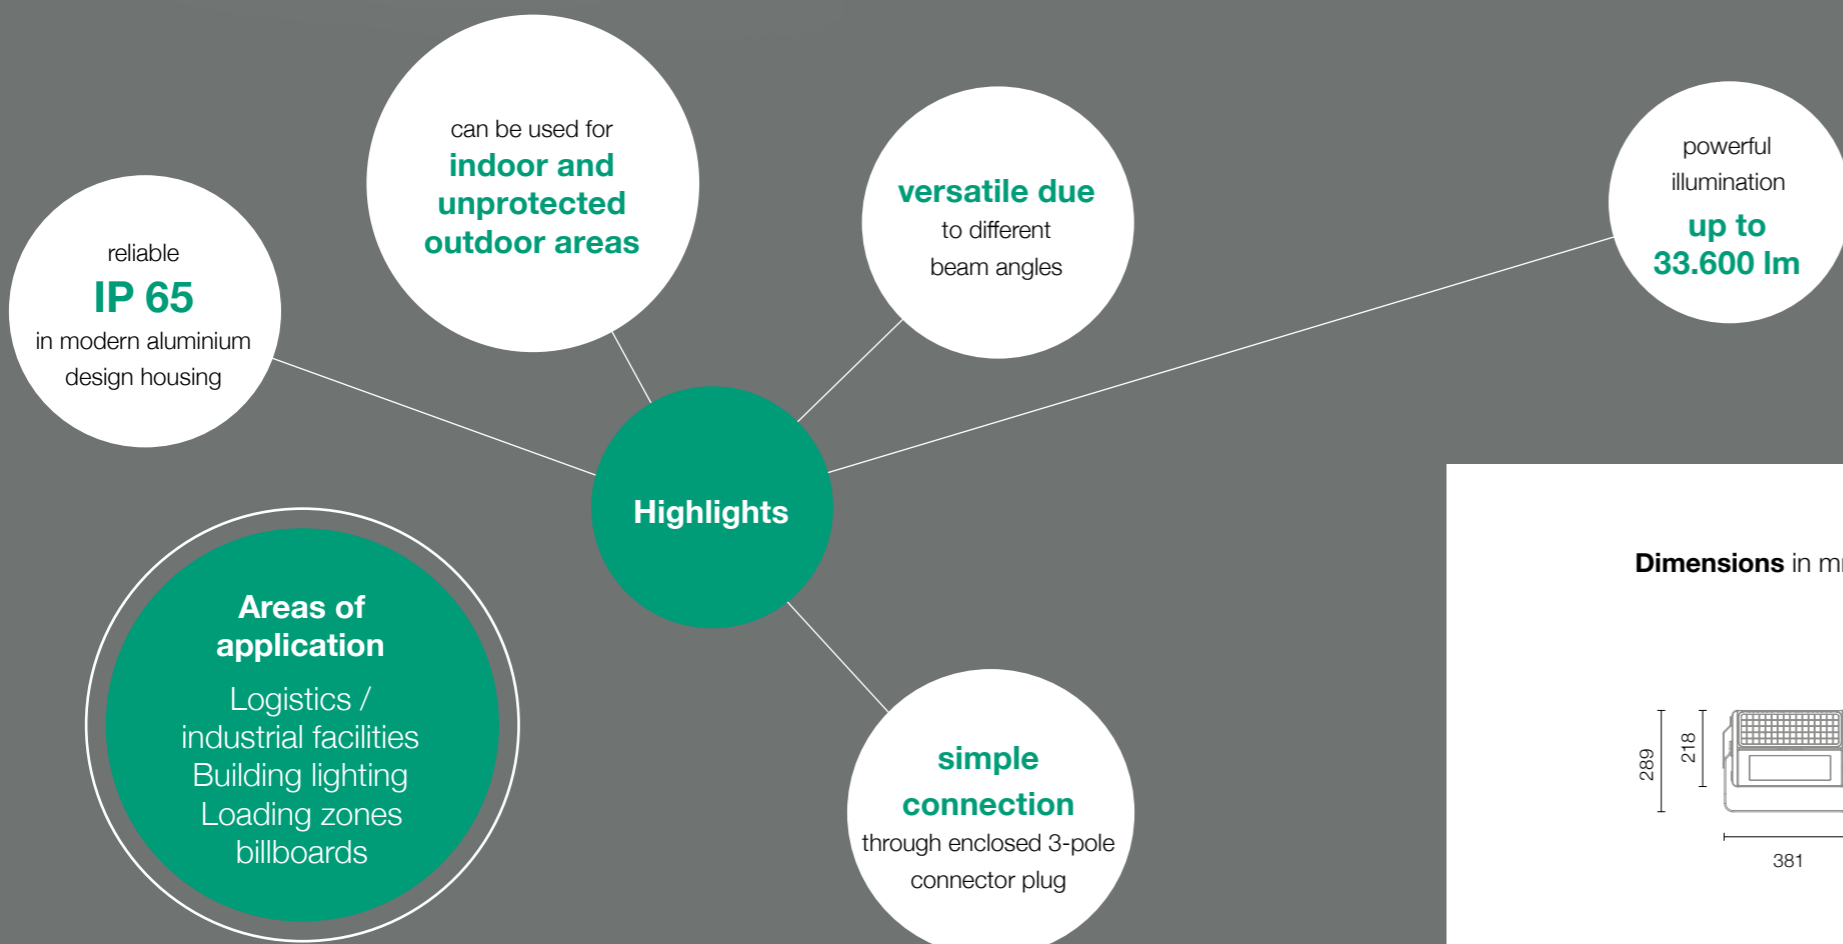 reliable
IP 65
in modern aluminium
design housing
can be used for
indoor and
unprotected
outdoor areas
versatile due
to different
beam angles
powerful
illumination
up to
33.600 lm
Highlights
Areas of
application
Logistics /
industrial facilities
Building lighting
Loading zones
billboards
simple
connection
through enclosed 3-pole
connector plug
Dimensions in
289
218
381